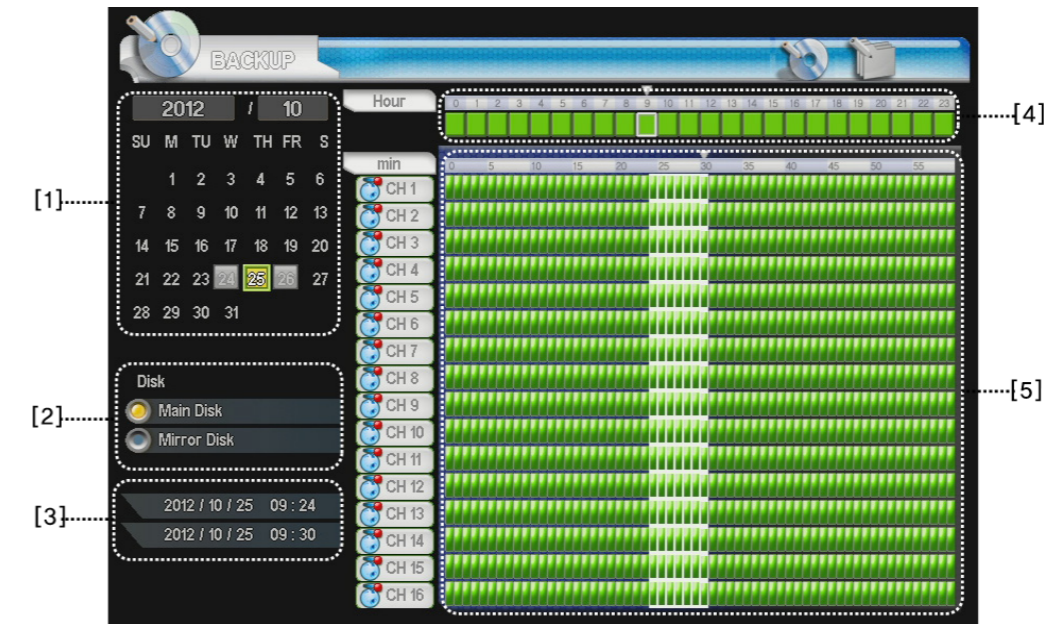 BACKUP
2012 / 10
SU M TU W TH FR S
1 2 3 4 5 6
7 8 9 10 11 12 13
14 15 16 17 18 19 20
21 22 23 24 25 26 27
28 29 30 31
[1]
Disk
Main Disk
Mirror Disk
[2]
2012 / 10 / 25 09 : 24
2012 / 10 / 25 09 : 30
[3]
Hour
0 1 2 3 4 5 6 7 8 9 10 11 12 13 14 15 16 17 18 19 20 21 22 23
[4]
min
0 5 10 15 20 25 30 35 40 45 50 55
CH 1
CH 2
CH 3
CH 4
CH 5
CH 6
CH 7
CH 8
CH 9
CH 10
CH 11
CH 12
CH 13
CH 14
CH 15
CH 16
[5]